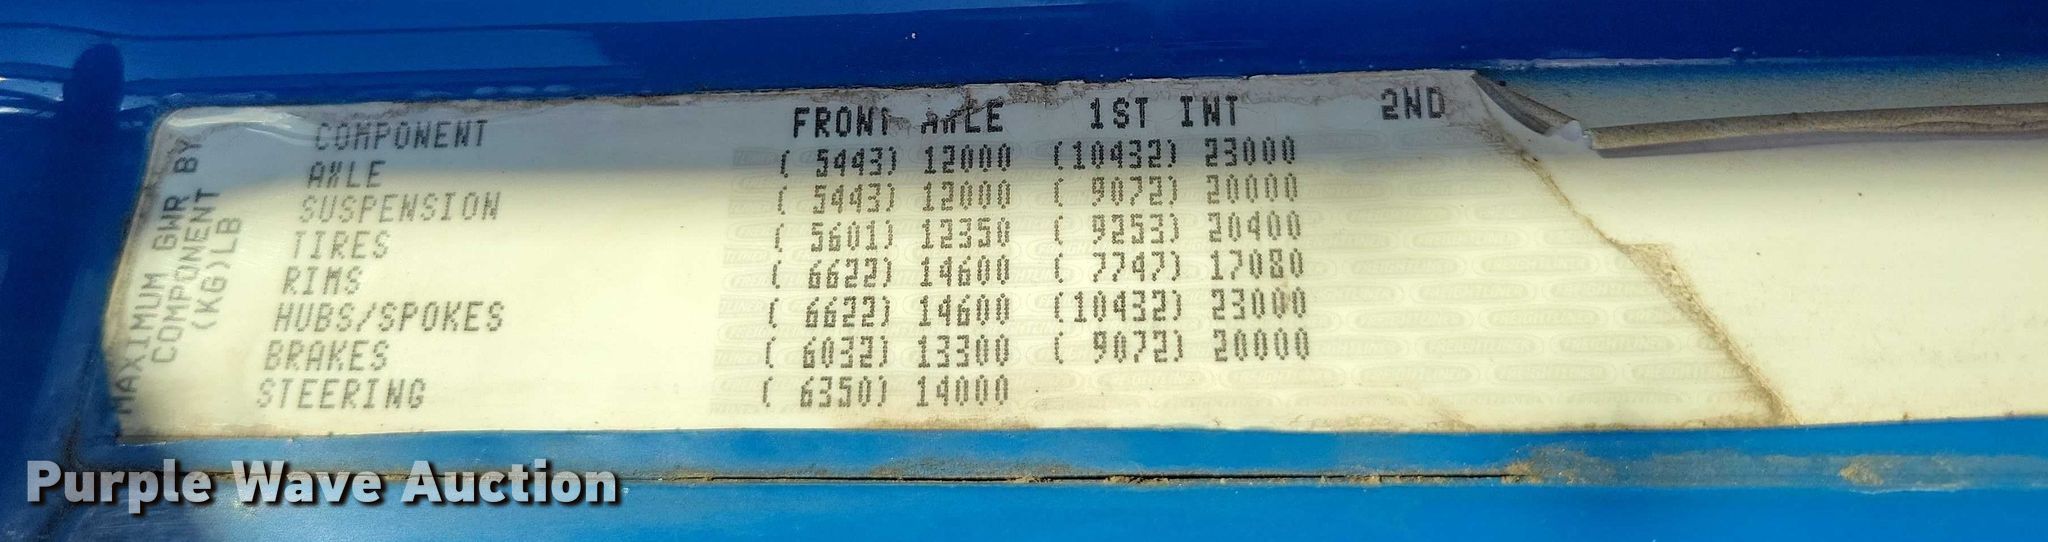 MAXIMUM GWR BY
COMPONENT
(KG)LB
COMPONENT FRONT AXLE 1ST INT 2ND
AXLE ( 5443) 12000 (10432) 23000
SUSPENSION ( 5443) 12000 ( 9072) 20000
TIRES ( 5601) 12350 ( 9253) 20400
RIMS ( 6622) 14600 ( 7747) 17080
HUBS/SPOKES ( 6622) 14600 (10432) 23000
BRAKES ( 6032) 13300 ( 9072) 20000
STEERING ( 6350) 14000
Purple Wave Auction